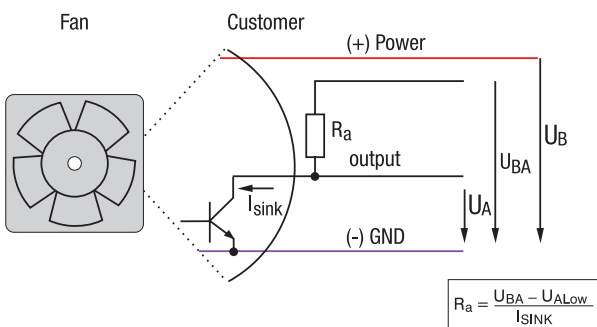 Fan
Customer
(+) Power
Ra
UB
UBA
output
Isink
UA
(-) GND
Ra = UBA – UALow / ISINK